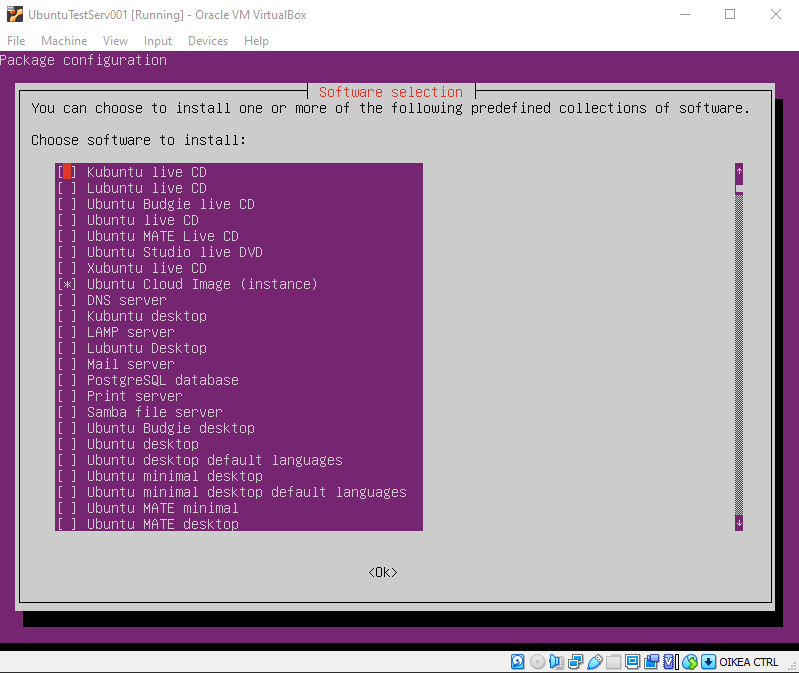 UbuntuTestServ001 [Running] - Oracle VM VirtualBox
File Machine View Input Devices Help
Package configuration
Software selection
You can choose to install one or more of the following predefined collections of software.
Choose software to install:
[ ] Kubuntu live CD
[ ] Lubuntu live CD
[ ] Ubuntu Budgie live CD
[ ] Ubuntu live CD
[ ] Ubuntu MATE Live CD
[ ] Ubuntu Studio live DVD
[ ] Xubuntu live CD
[*] Ubuntu Cloud Image (instance)
[ ] DNS server
[ ] Kubuntu desktop
[ ] LAMP server
[ ] Lubuntu Desktop
[ ] Mail server
[ ] PostgreSQL database
[ ] Print server
[ ] Samba file server
[ ] Ubuntu Budgie desktop
[ ] Ubuntu desktop
[ ] Ubuntu desktop default languages
[ ] Ubuntu minimal desktop
[ ] Ubuntu minimal desktop default languages
[ ] Ubuntu MATE minimal
[ ] Ubuntu MATE desktop
<Ok>
OIKEA CTRL